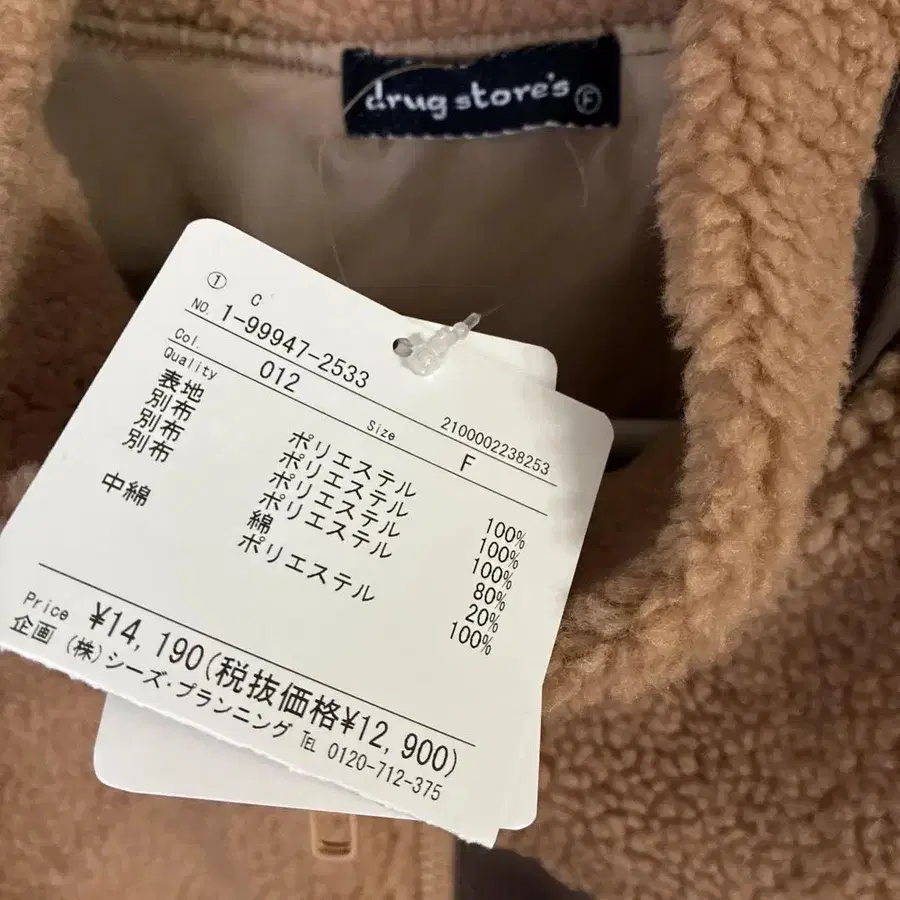 drug store's Ⓕ
① C
NO. 1-99947-2533
2100002238253
Col. 012 Size F
Quality
表地 ポリエステル 100%
別布 ポリエステル 100%
別布 ポリエステル 100%
別布 ポリエステル 80%
綿 20%
中綿 ポリエステル 100%
Price ¥14,190(税抜価格¥12,900)
企画 (株)シーズ・プランニング ℡ 0120-712-375